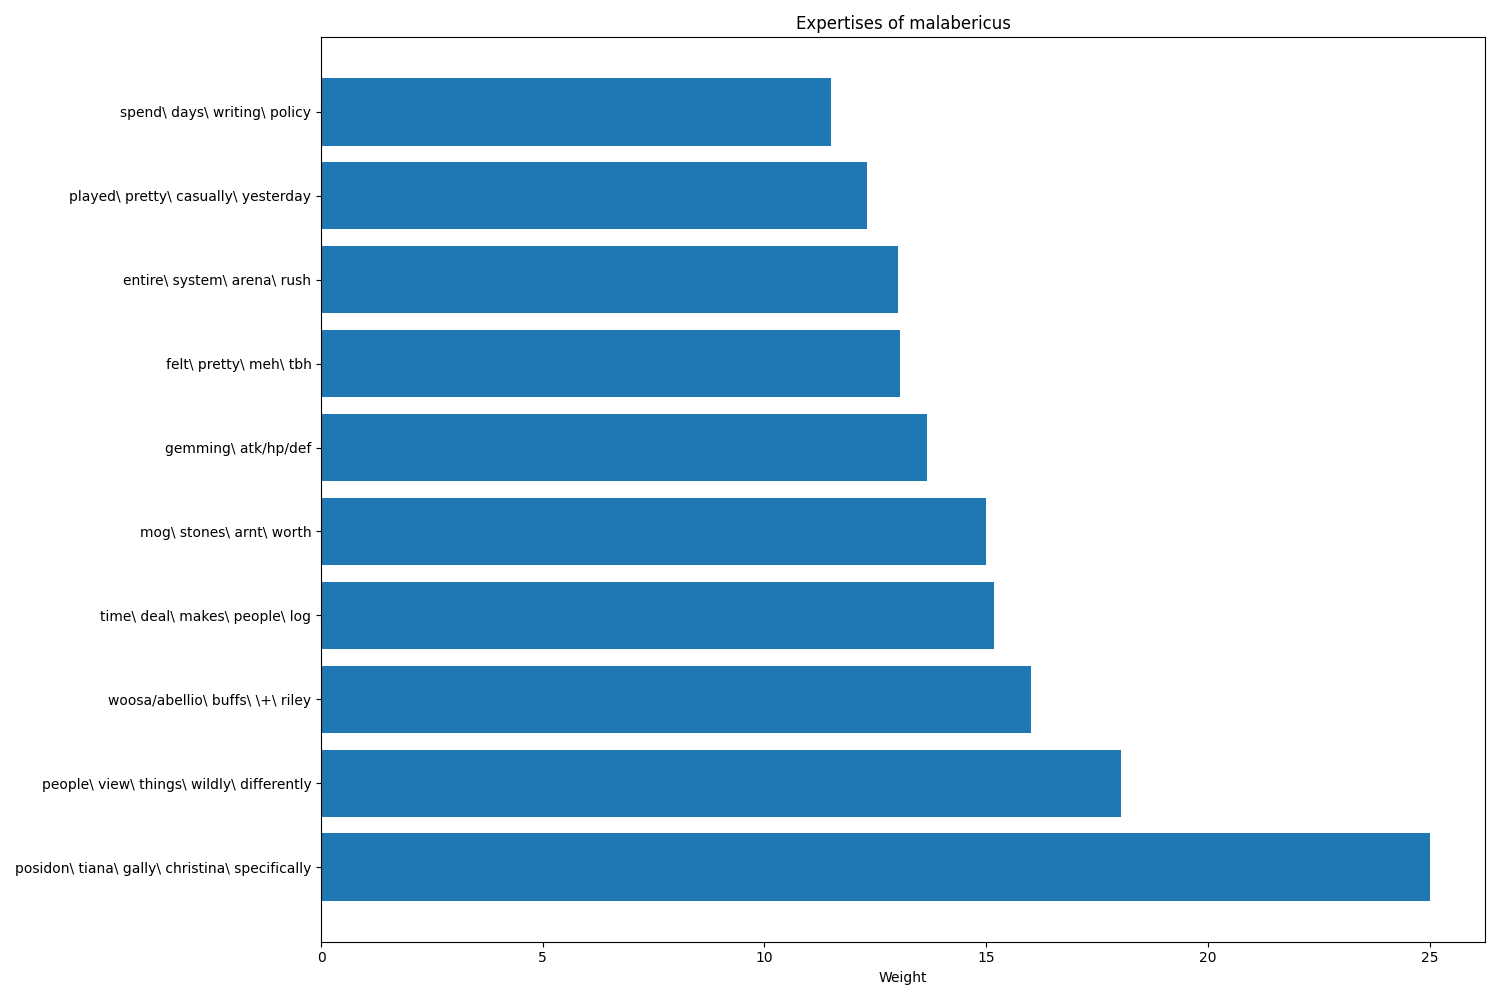 Expertises of malabericus
spend\ days\ writing\ policy
played\ pretty\ casually\ yesterday
entire\ system\ arena\ rush
felt\ pretty\ meh\ tbh
gemming\ atk/hp/def
mog\ stones\ arnt\ worth
time\ deal\ makes\ people\ log
woosa/abellio\ buffs\ \+\ riley
people\ view\ things\ wildly\ differently
posidon\ tiana\ gally\ christina\ specifically
0 5 10 15 20 25
Weight